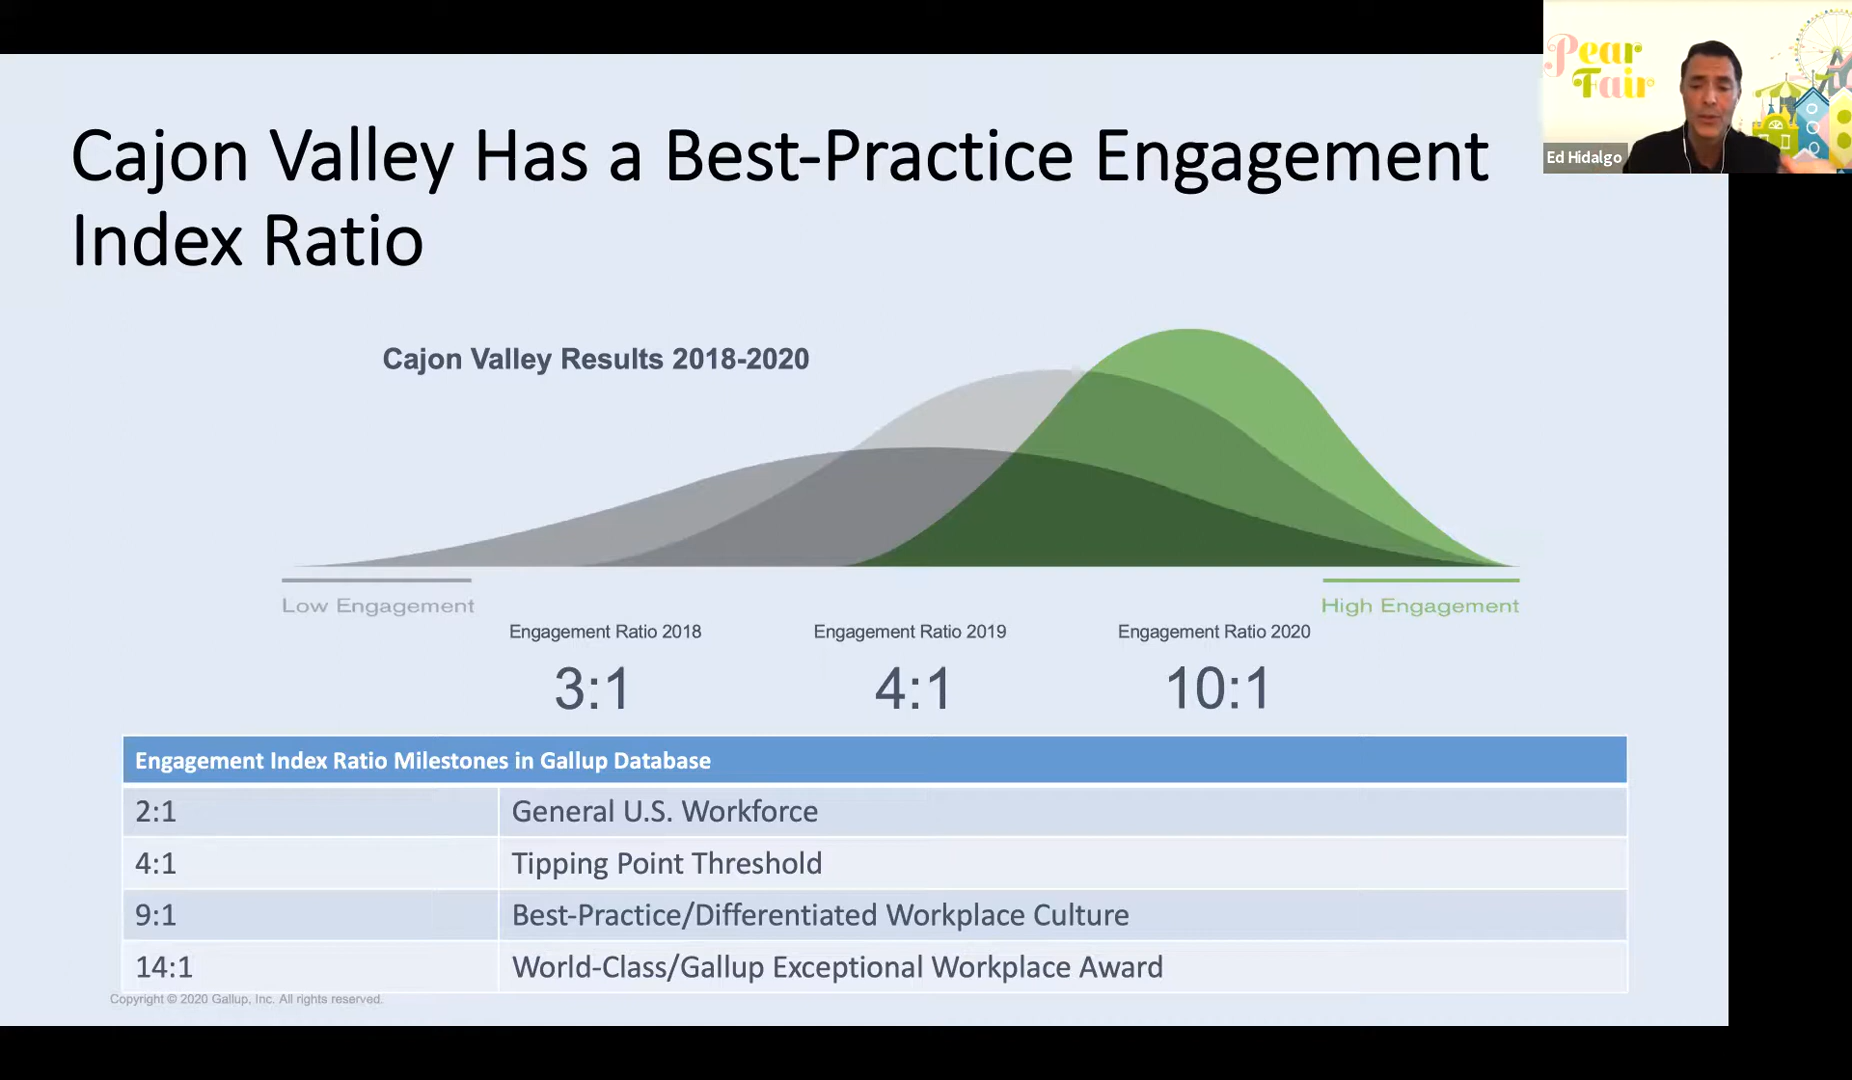 Cajon Valley Has a Best-Practice Engagement
Index Ratio
Pear
Fair
Ed Hidalgo
Cajon Valley Results 2018-2020
Low Engagement
High Engagement
Engagement Ratio 2018
Engagement Ratio 2019
Engagement Ratio 2020
3:1
4:1
10:1
Engagement Index Ratio Milestones in Gallup Database
2:1 General U.S. Workforce
4:1 Tipping Point Threshold
9:1 Best-Practice/Differentiated Workplace Culture
14:1 World-Class/Gallup Exceptional Workplace Award
Copyright © 2020 Gallup, Inc. All rights reserved.